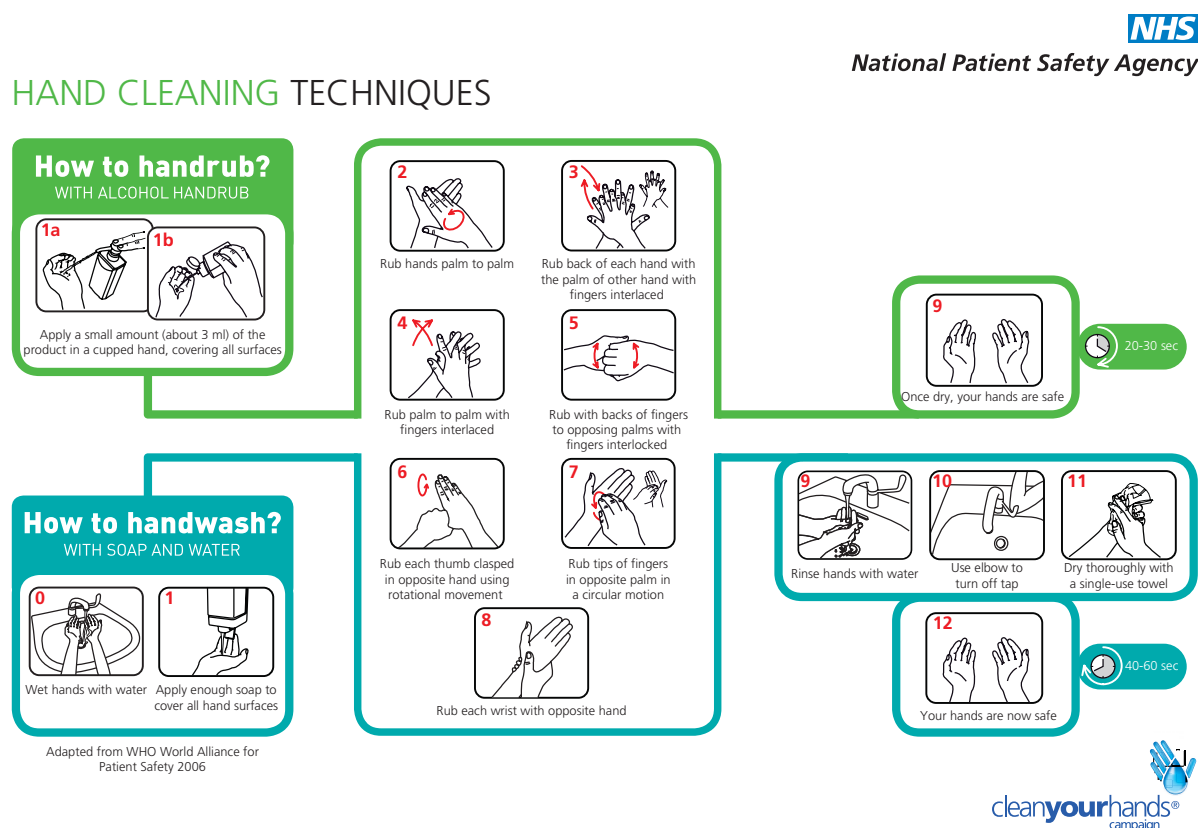 NHS
National Patient Safety Agency
HAND CLEANING TECHNIQUES
How to handrub?
WITH ALCOHOL HANDRUB
1a
1b
Apply a small amount (about 3 ml) of the
product in a cupped hand, covering all surfaces
How to handwash?
WITH SOAP AND WATER
0
Wet hands with water
1
Apply enough soap to
cover all hand surfaces
2
Rub hands palm to palm
3
Rub back of each hand with
the palm of other hand with
fingers interlaced
4
Rub palm to palm with
fingers interlaced
5
Rub with backs of fingers
to opposing palms with
fingers interlocked
6
Rub each thumb clasped
in opposite hand using
rotational movement
7
Rub tips of fingers
in opposite palm in
a circular motion
8
Rub each wrist with opposite hand
9
Once dry, your hands are safe
20-30 sec
9
Rinse hands with water
10
Use elbow to
turn off tap
11
Dry thoroughly with
a single-use towel
12
Your hands are now safe
40-60 sec
Adapted from WHO World Alliance for
Patient Safety 2006
cleanyourhands®
campaign